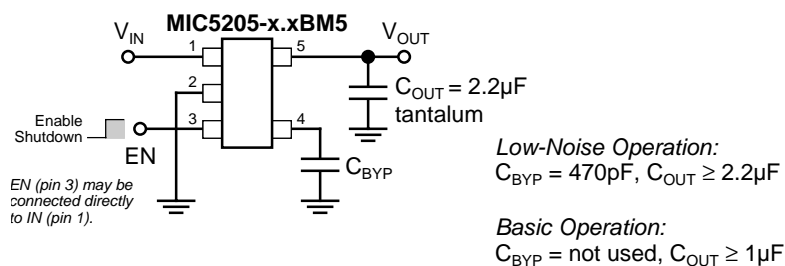 MIC5205-x.xBM5
V_IN
V_OUT
1
5
2
C_OUT = 2.2µF
tantalum
Enable
Shutdown
3
4
EN
C_BYP
EN (pin 3) may be
connected directly
to IN (pin 1).
Low-Noise Operation:
C_BYP = 470pF, C_OUT ≥ 2.2µF
Basic Operation:
C_BYP = not used, C_OUT ≥ 1µF